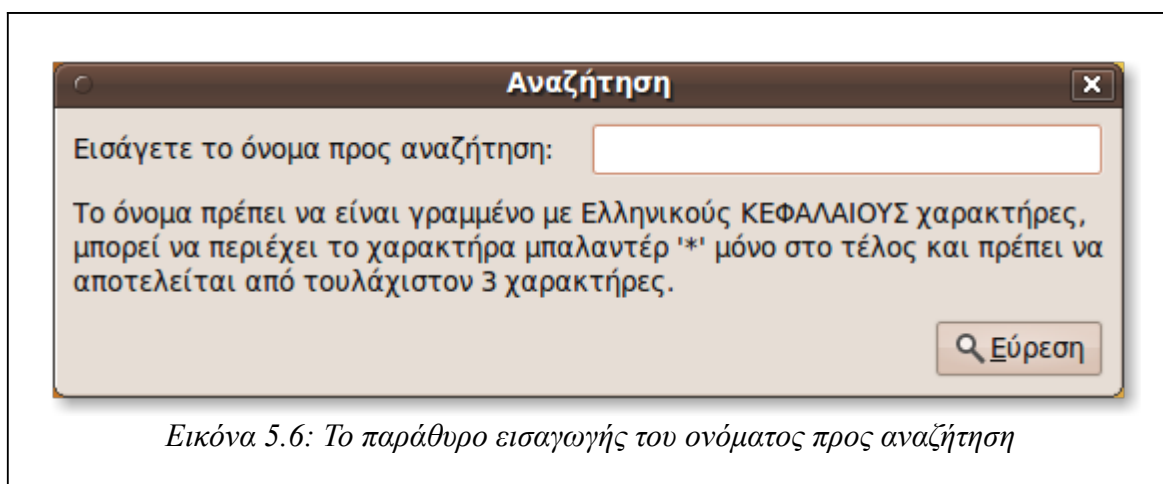 Αναζήτηση
Εισάγετε το όνομα προς αναζήτηση:
Το όνομα πρέπει να είναι γραμμένο με Ελληνικούς ΚΕΦΑΛΑΙΟΥΣ χαρακτήρες,
μπορεί να περιέχει το χαρακτήρα μπαλαντέρ '*' μόνο στο τέλος και πρέπει να
αποτελείται από τουλάχιστον 3 χαρακτήρες.
Εύρεση
Εικόνα 5.6: Το παράθυρο εισαγωγής του ονόματος προς αναζήτηση